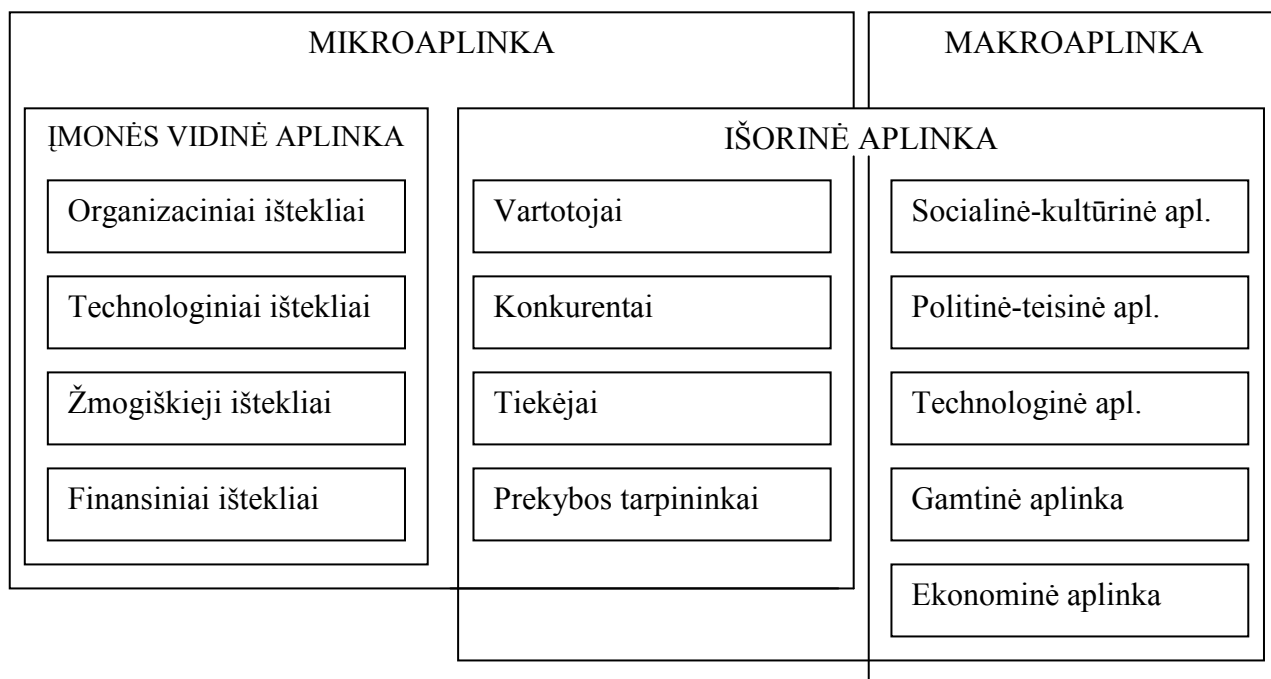 MIKROAPLINKA
MAKROAPLINKA
ĮMONĖS VIDINĖ APLINKA
IŠORINĖ APLINKA
Organizaciniai ištekliai
Technologiniai ištekliai
Žmogiškieji ištekliai
Finansiniai ištekliai
Vartotojai
Konkurentai
Tiekėjai
Prekybos tarpininkai
Socialinė-kultūrinė apl.
Politinė-teisinė apl.
Technologinė apl.
Gamtinė aplinka
Ekonominė aplinka